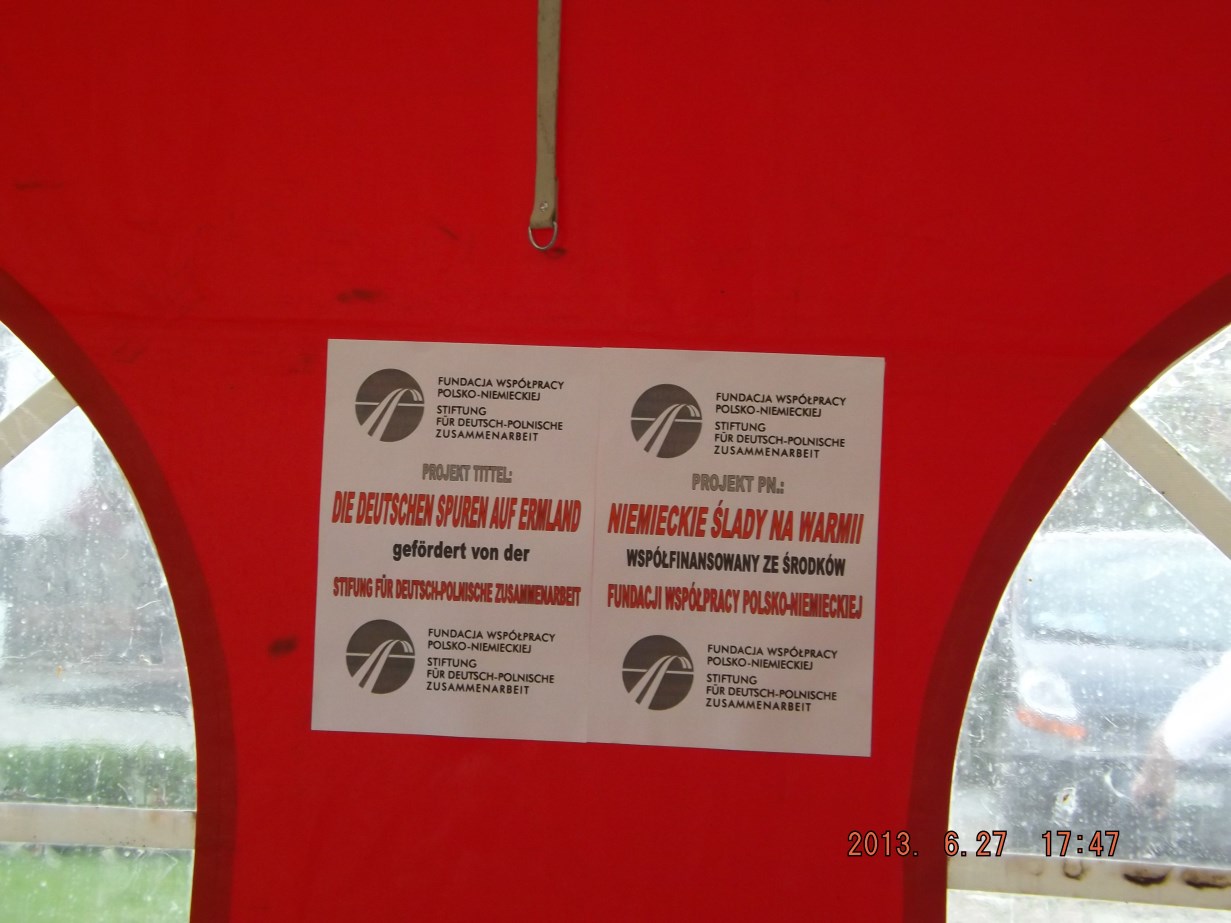 FUNDACJA WSPÓŁPRACY
POLSKO-NIEMIECKIEJ
STIFTUNG
FÜR DEUTSCH-POLNISCHE
ZUSAMMENARBEIT
PROJEKT TITTEL:
DIE DEUTSCHEN SPUREN AUF ERMLAND
gefördert von der
STIFUNG FÜR DEUTSCH-POLNISCHE ZUSAMMENARBEIT
FUNDACJA WSPÓŁPRACY
POLSKO-NIEMIECKIEJ
STIFTUNG
FÜR DEUTSCH-POLNISCHE
ZUSAMMENARBEIT
FUNDACJA WSPÓŁPRACY
POLSKO-NIEMIECKIEJ
STIFTUNG
FÜR DEUTSCH-POLNISCHE
ZUSAMMENARBEIT
PROJEKT PN.:
NIEMIECKIE ŚLADY NA WARMII
WSPÓŁFINANSOWANY ZE ŚRODKÓW
FUNDACJI WSPÓŁPRACY POLSKO-NIEMIECKIEJ
FUNDACJA WSPÓŁPRACY
POLSKO-NIEMIECKIEJ
STIFTUNG
FÜR DEUTSCH-POLNISCHE
ZUSAMMENARBEIT
2013. 6.27 17:47